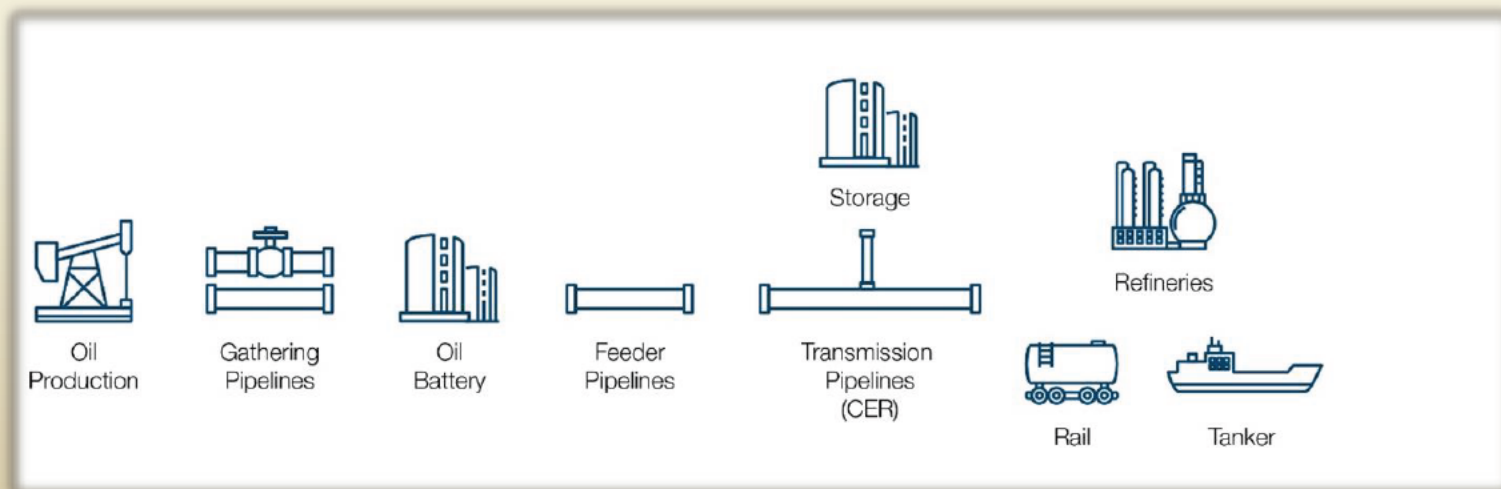 Storage
Refineries
Oil
Production
Gathering
Pipelines
Oil
Battery
Feeder
Pipelines
Transmission
Pipelines
(CER)
Rail
Tanker